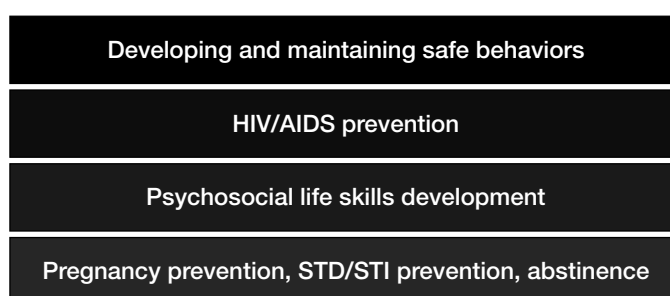 Developing and maintaining safe behaviors
HIV/AIDS prevention
Psychosocial life skills development
Pregnancy prevention, STD/STI prevention, abstinence